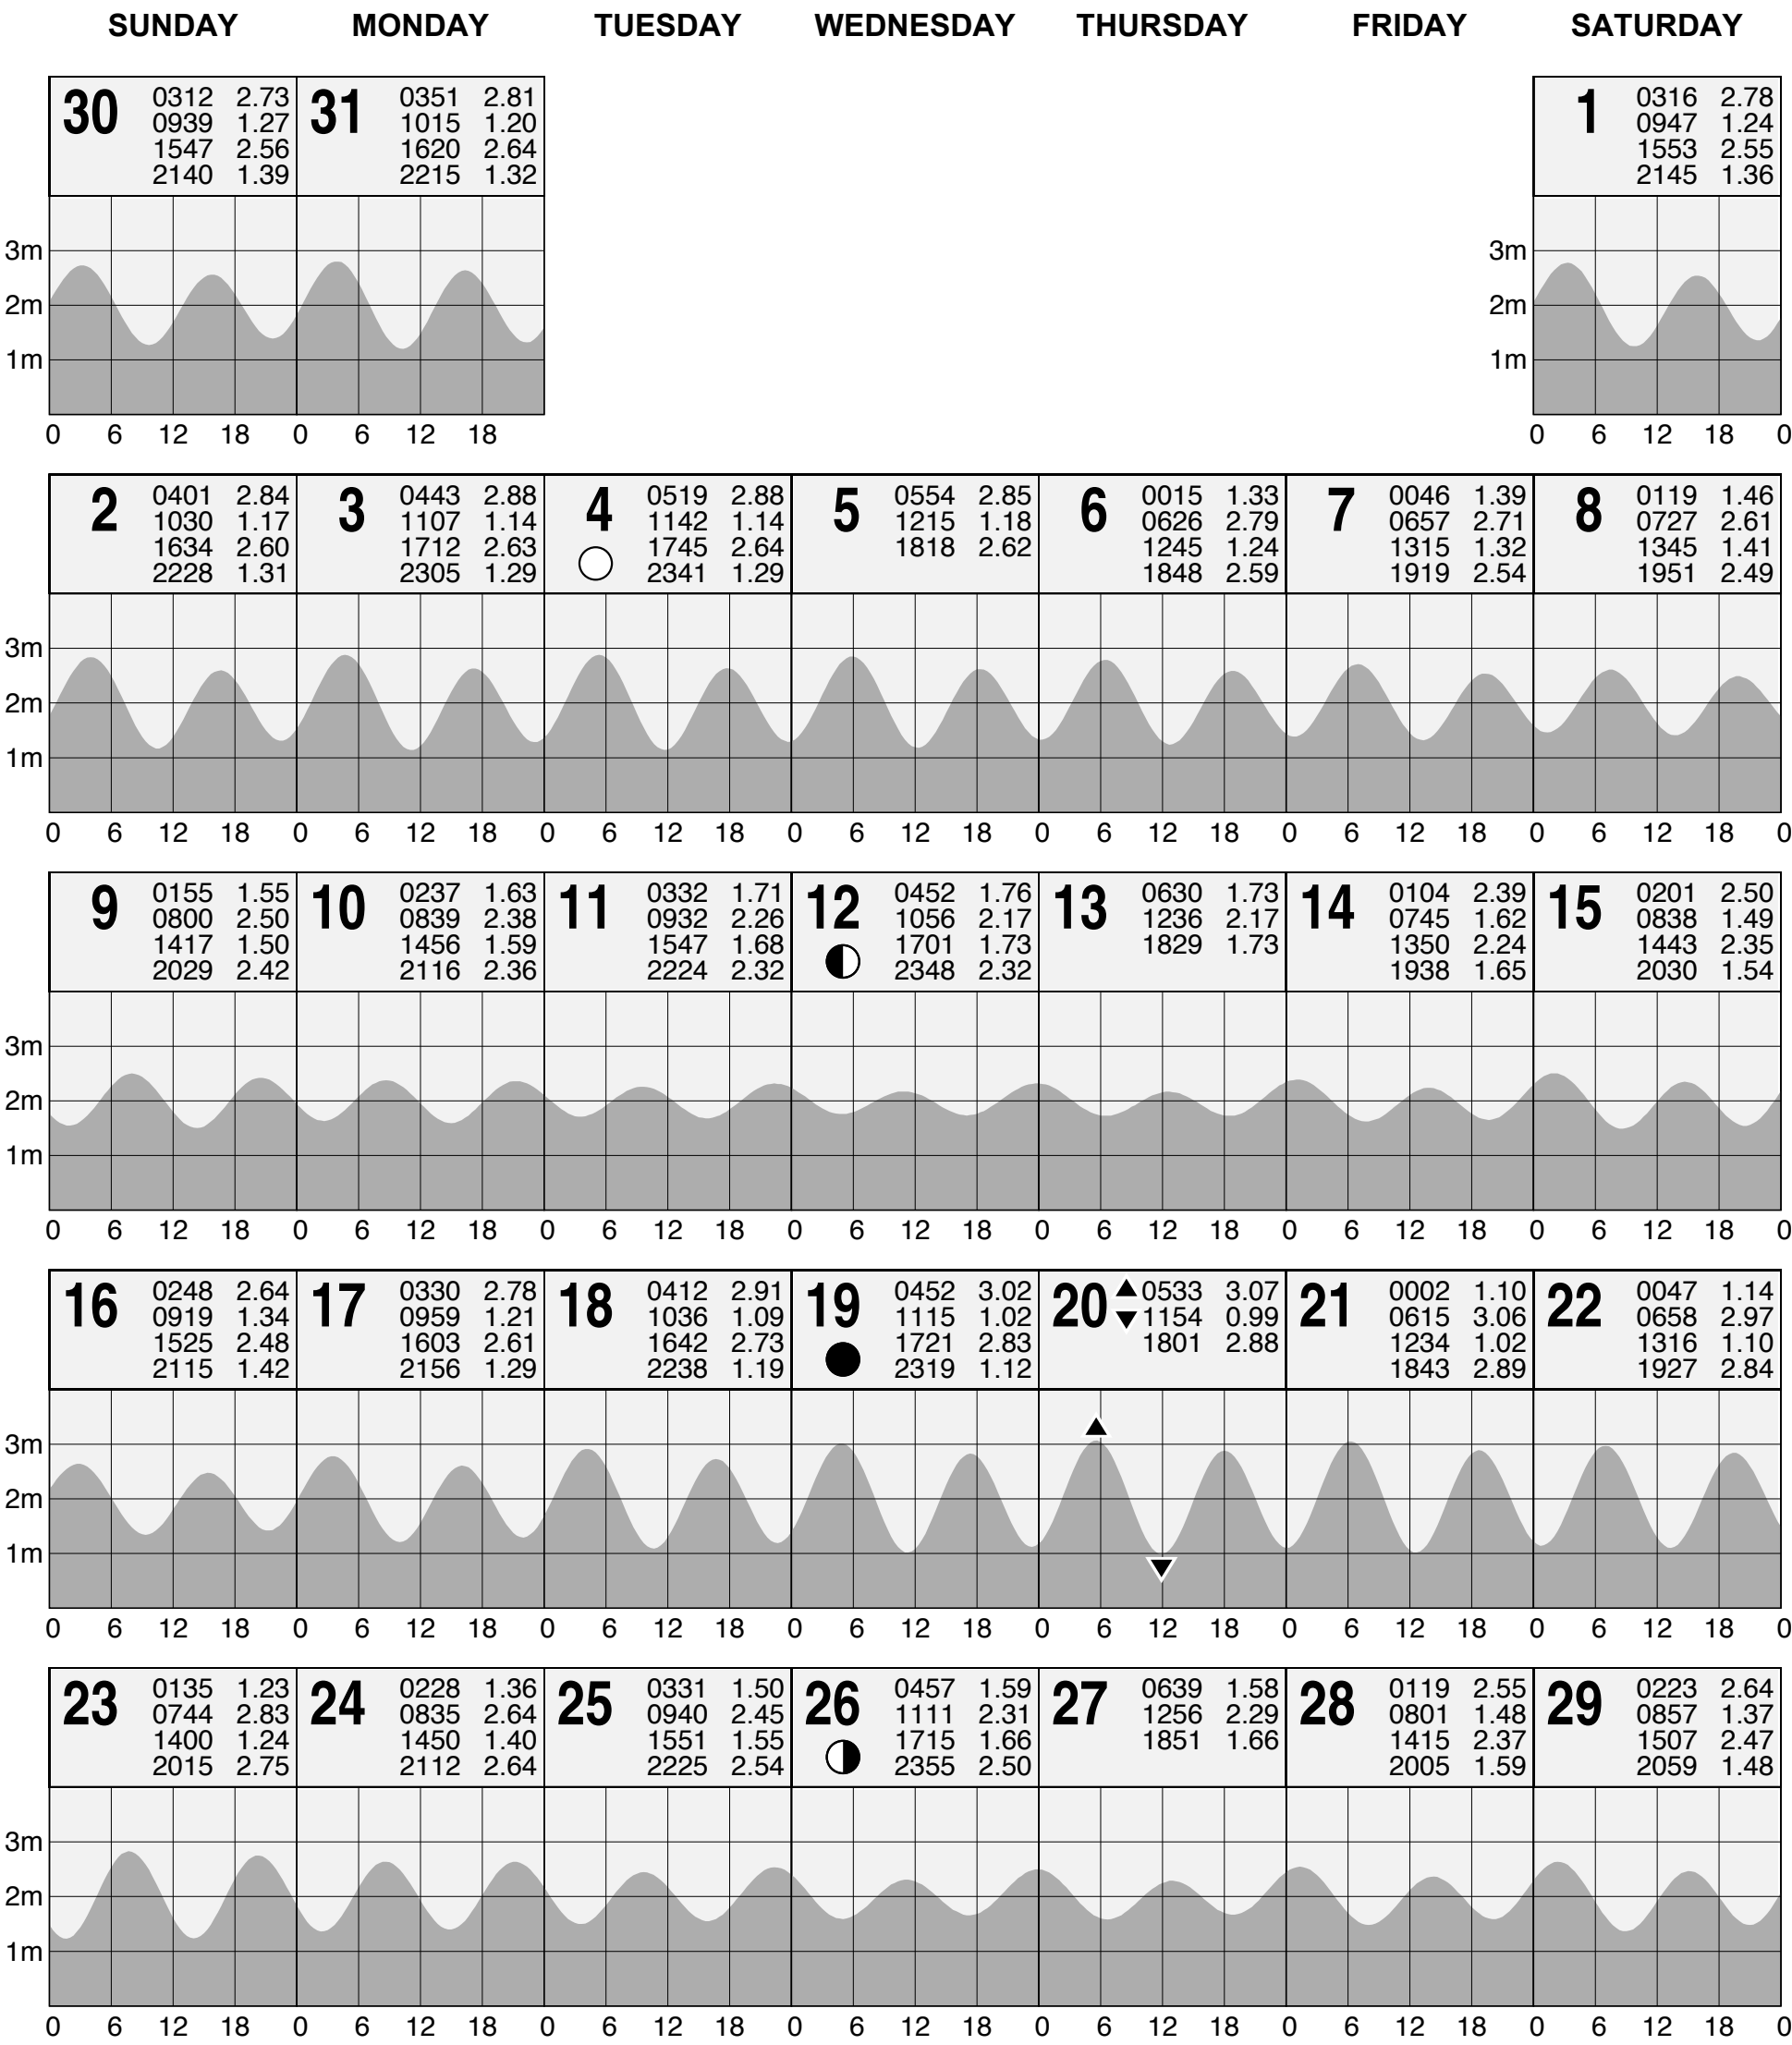 SUNDAY MONDAY TUESDAY WEDNESDAY THURSDAY FRIDAY SATURDAY
30 0312 2.73 31 0351 2.81 1 0316 2.78
0939 1.27 1015 1.20 0947 1.24
1547 2.56 1620 2.64 1553 2.55
2140 1.39 2215 1.32 2145 1.36
3m 3m
2m 2m
1m 1m
0 6 12 18 0 6 12 18 0 6 12 18 0
2 0401 2.84 3 0443 2.88 4 0519 2.88 5 0554 2.85 6 0015 1.33 7 0046 1.39 8 0119 1.46
1030 1.17 1107 1.14 1142 1.14 1215 1.18 0626 2.79 0657 2.71 0727 2.61
1634 2.60 1712 2.63 1745 2.64 1818 2.62 1245 1.24 1315 1.32 1345 1.41
2228 1.31 2305 1.29 2341 1.29 1848 2.59 1919 2.54 1951 2.49
3m
2m
1m
0 6 12 18 0 6 12 18 0 6 12 18 0 6 12 18 0 6 12 18 0 6 12 18 0 6 12 18 0
9 0155 1.55 10 0237 1.63 11 0332 1.71 12 0452 1.76 13 0630 1.73 14 0104 2.39 15 0201 2.50
0800 2.50 0839 2.38 0932 2.26 1056 2.17 1236 2.17 0745 1.62 0838 1.49
1417 1.50 1456 1.59 1547 1.68 1701 1.73 1829 1.73 1350 2.24 1443 2.35
2029 2.42 2116 2.36 2224 2.32 2348 2.32 1938 1.65 2030 1.54
3m
2m
1m
0 6 12 18 0 6 12 18 0 6 12 18 0 6 12 18 0 6 12 18 0 6 12 18 0 6 12 18 0
16 0248 2.64 17 0330 2.78 18 0412 2.91 19 0452 3.02 20 0533 3.07 21 0002 1.10 22 0047 1.14
0919 1.34 0959 1.21 1036 1.09 1115 1.02 1154 0.99 0615 3.06 0658 2.97
1525 2.48 1603 2.61 1642 2.73 1721 2.83 1801 2.88 1234 1.02 1316 1.10
2115 1.42 2156 1.29 2238 1.19 2319 1.12 1843 2.89 1927 2.84
3m
2m
1m
0 6 12 18 0 6 12 18 0 6 12 18 0 6 12 18 0 6 12 18 0 6 12 18 0 6 12 18 0
23 0135 1.23 24 0228 1.36 25 0331 1.50 26 0457 1.59 27 0639 1.58 28 0119 2.55 29 0223 2.64
0744 2.83 0835 2.64 0940 2.45 1111 2.31 1256 2.29 0801 1.48 0857 1.37
1400 1.24 1450 1.40 1551 1.55 1715 1.66 1851 1.66 1415 2.37 1507 2.47
2015 2.75 2112 2.64 2225 2.54 2355 2.50 2005 1.59 2059 1.48
3m
2m
1m
0 6 12 18 0 6 12 18 0 6 12 18 0 6 12 18 0 6 12 18 0 6 12 18 0 6 12 18 0